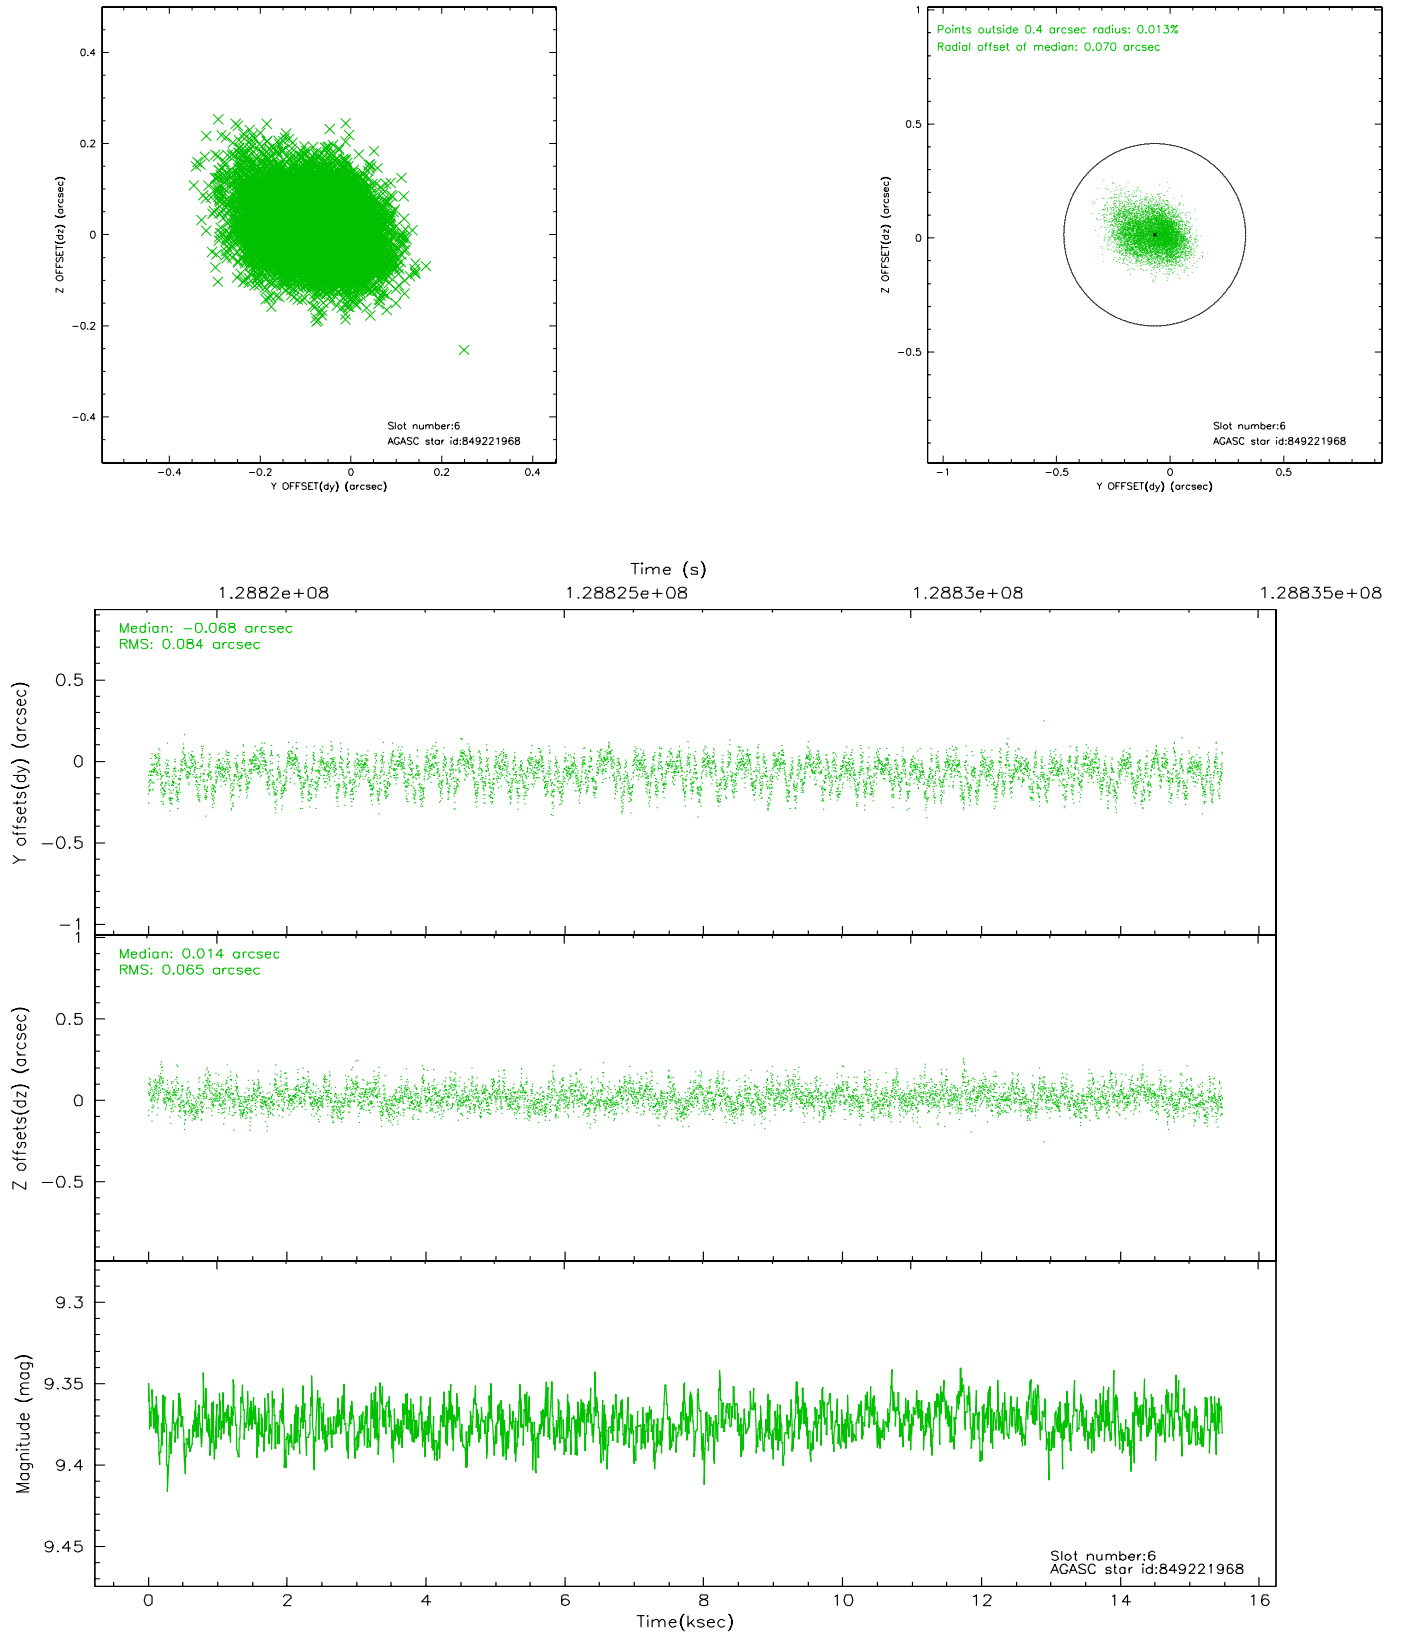 0.4
0.2
0
-0.2
-0.4
-0.4
-0.2
0
0.2
0.4
Z OFFSET(dz) (arcsec)
Y OFFSET(dy) (arcsec)
Slot number:6
AGASC star id:849221968
Points outside 0.4 arcsec radius: 0.013%
Radial offset of median: 0.070 arcsec
1
0.5
0
-0.5
-1
-0.5
0
0.5
Z OFFSET(dz) (arcsec)
Y OFFSET(dy) (arcsec)
Slot number:6
AGASC star id:849221968
Time (s)
1.2882e+08
1.28825e+08
1.2883e+08
1.28835e+08
Median: -0.068 arcsec
RMS: 0.084 arcsec
0.5
0
-0.5
-1
Y offsets(dy) (arcsec)
Median: 0.014 arcsec
RMS: 0.065 arcsec
1
0.5
0
-0.5
Z offsets(dz) (arcsec)
9.3
9.35
9.4
9.45
Magnitude (mag)
Slot number:6
AGASC star id:849221968
0
2
4
6
8
10
12
14
16
Time(ksec)